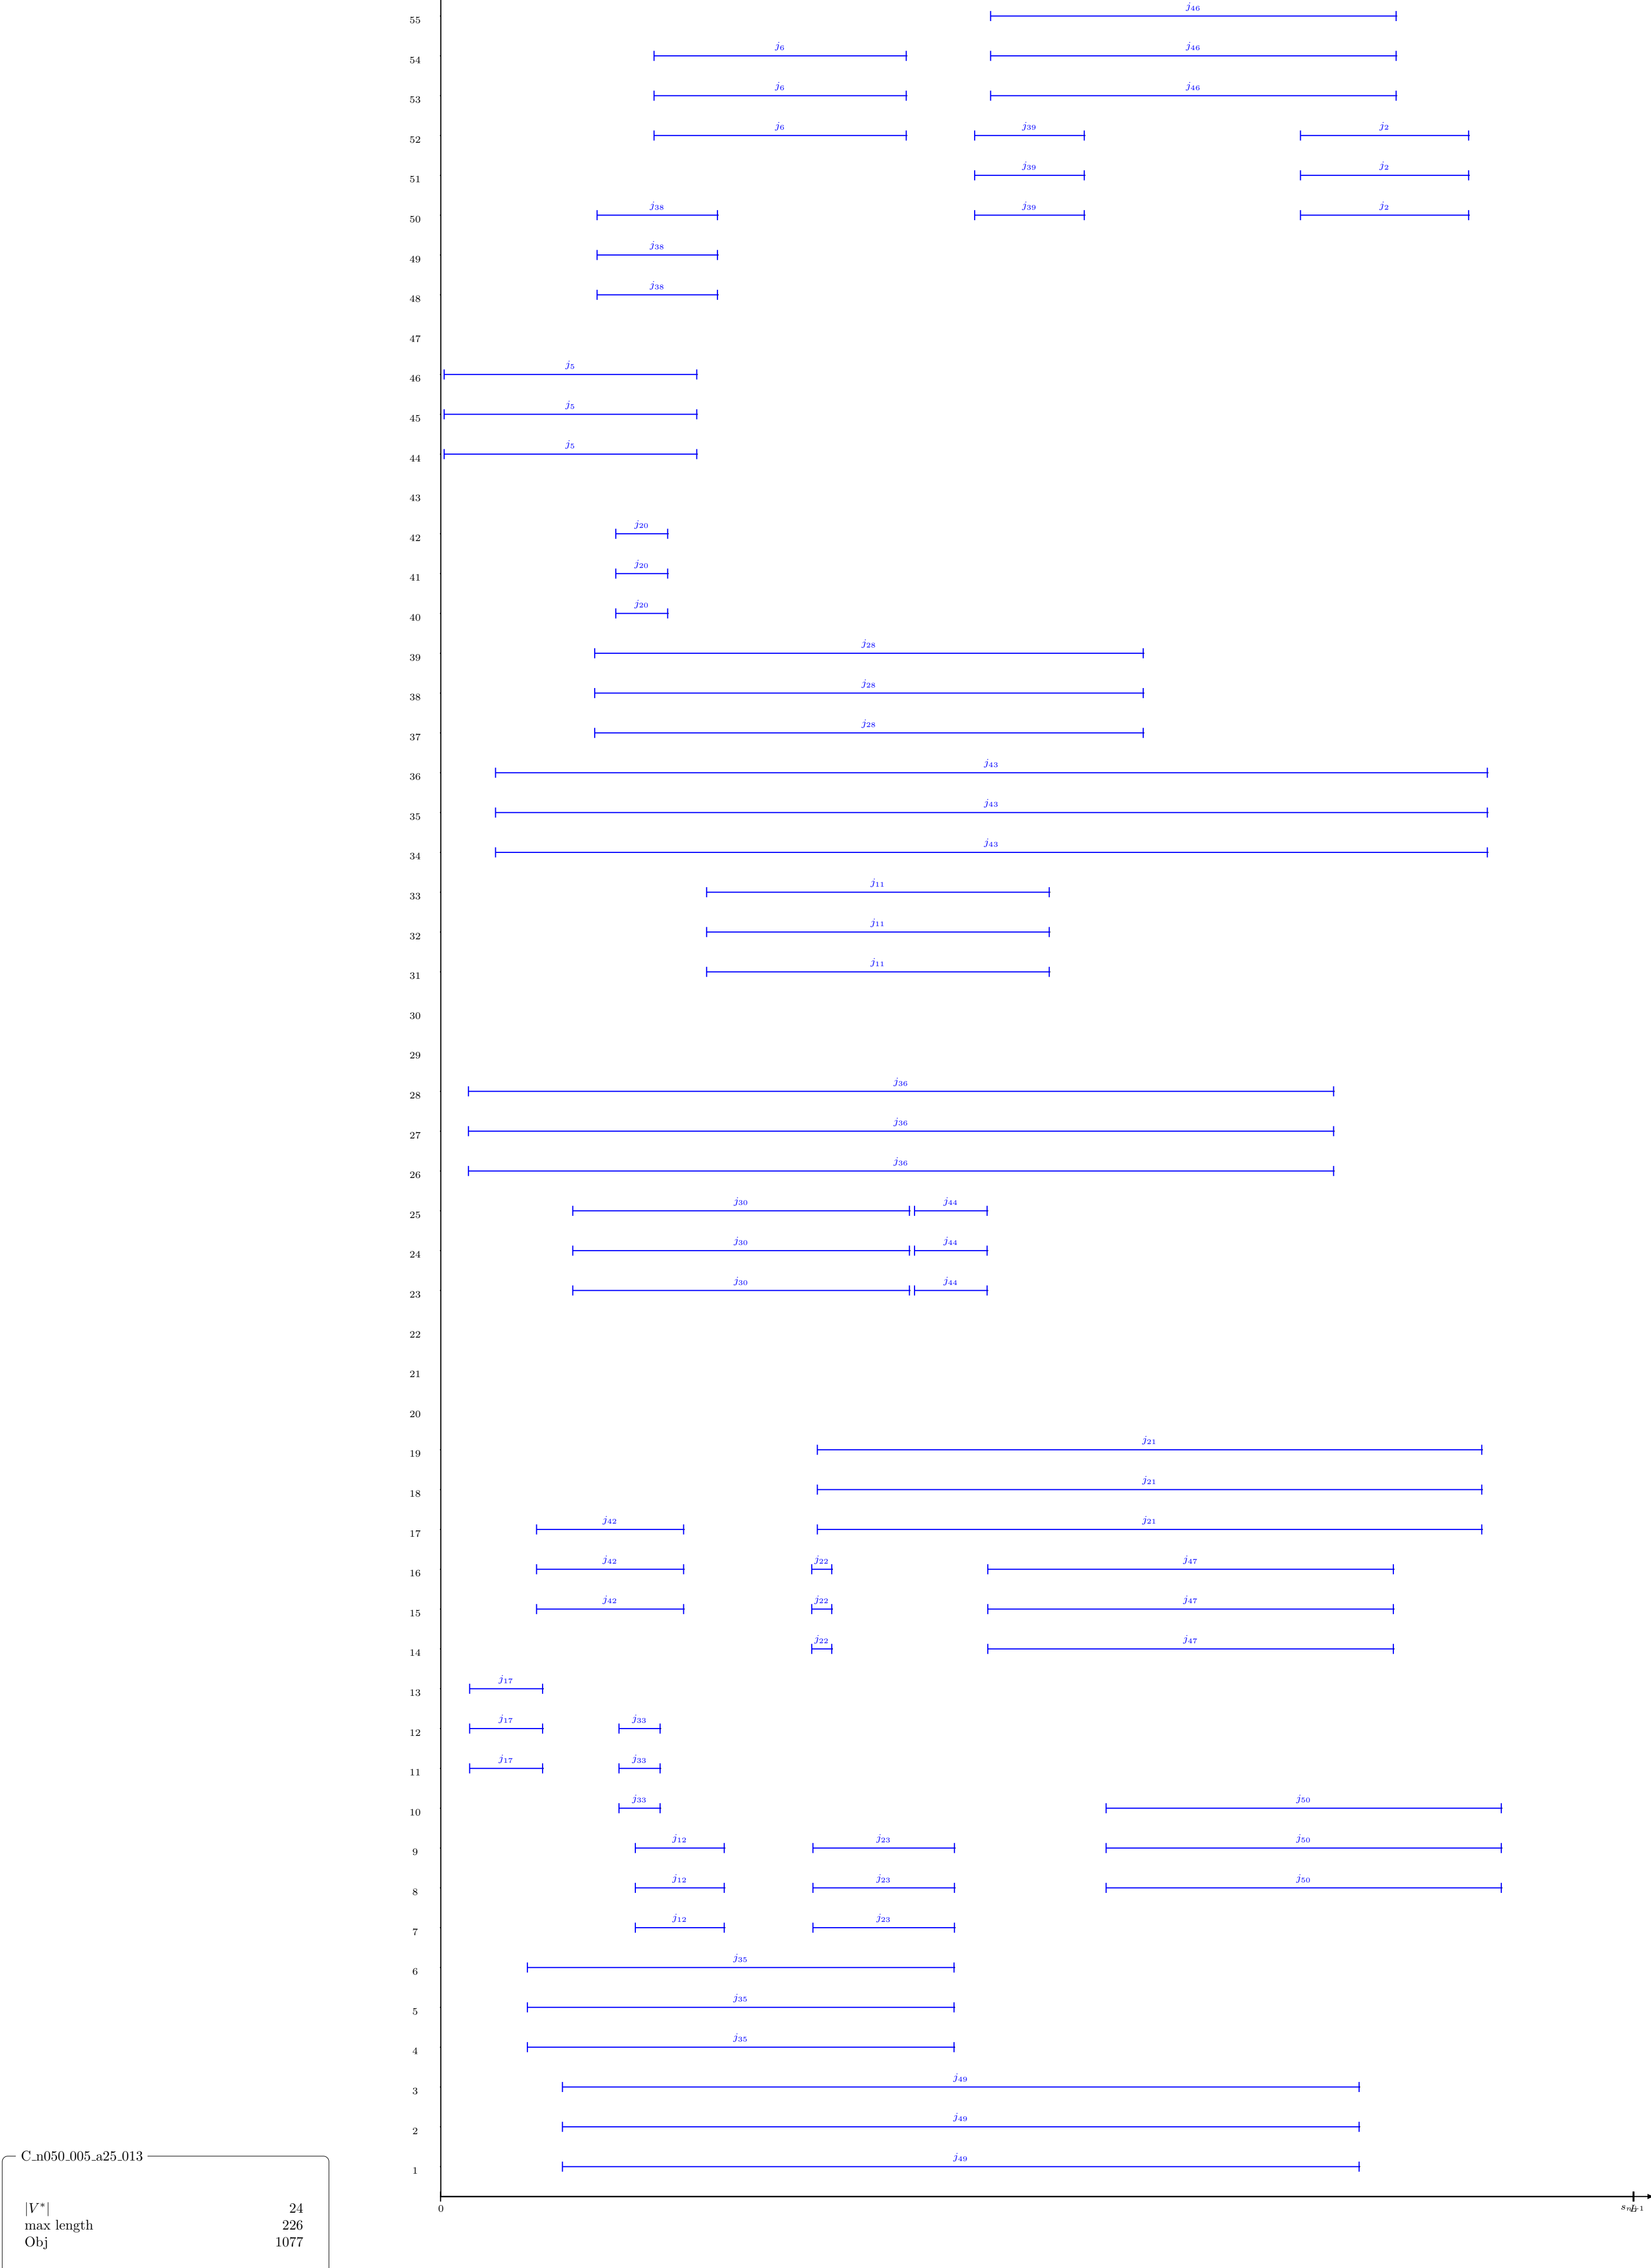 j46
55
j6 j46
54
j6 j46
53
j6 j39 j2
52
j39 j2
51
j38 j39 j2
50
j38
49
j38
48
47
j5
46
j5
45
j5
44
43
j20
42
j20
41
j20
40
j28
39
j28
38
j28
37
j43
36
j43
35
j43
34
j11
33
j11
32
j11
31
30
29
j36
28
j36
27
j36
26
j30 j44
25
j30 j44
24
j30 j44
23
22
21
20
j21
19
j21
18
j42 j21
17
j42 j22 j47
16
j42 j22 j47
15
j22 j47
14
j17
13
j17 j33
12
j17 j33
11
j33 j50
10
j12 j23 j50
9
j12 j23 j50
8
j12 j23
7
j35
6
j35
5
j35
4
j49
3
j49
2
j49
1
0
C_n050_005_a25_013
|V*| 24
max length 226
Obj 1077